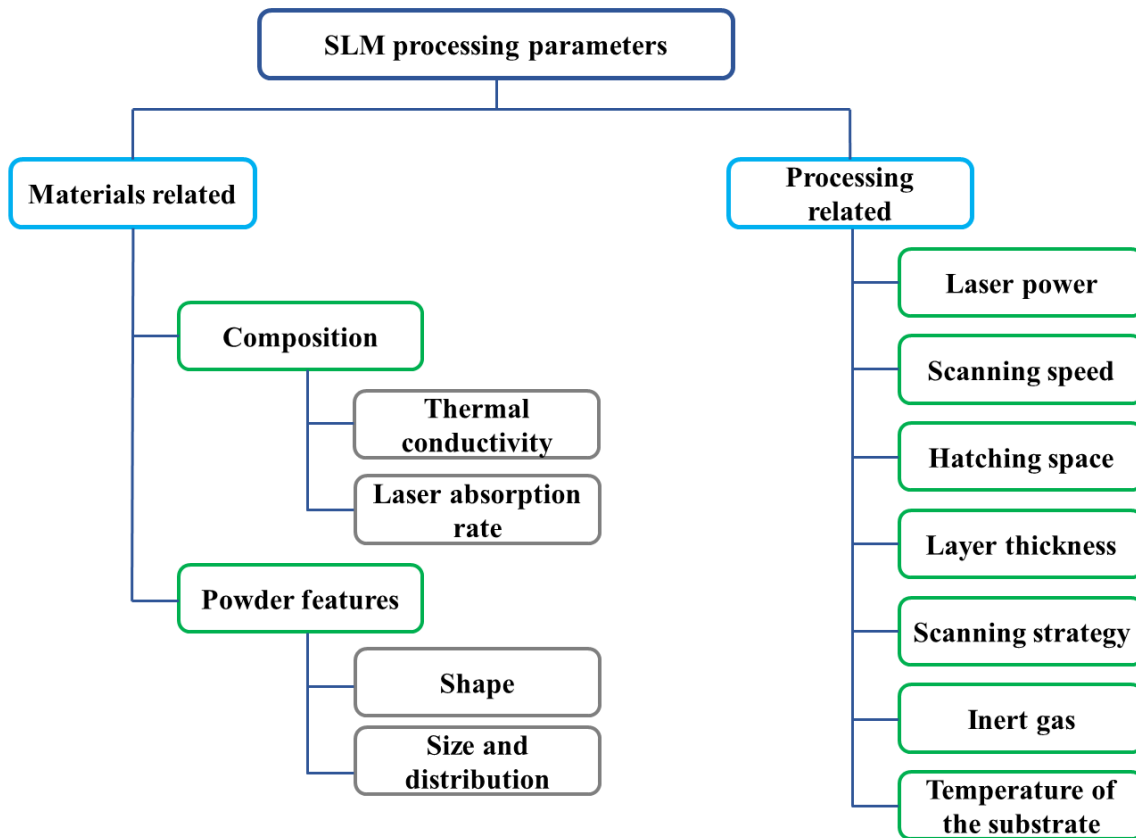 SLM processing parameters
Materials related
Composition
Thermal
conductivity
Laser absorption
rate
Powder features
Shape
Size and
distribution
Processing
related
Laser power
Scanning speed
Hatching space
Layer thickness
Scanning strategy
Inert gas
Temperature of
the substrate